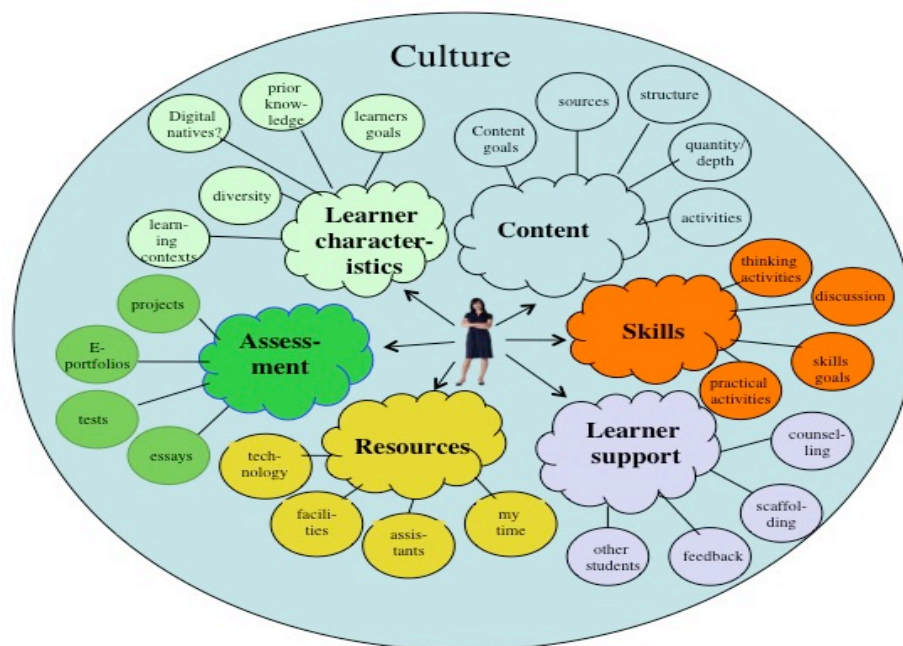 Culture
prior
know-
ledge
Digital
natives?
learners
goals
diversity
learn-
ing
contexts
Learner
character-
istics
Content
goals
sources
structure
quantity/
depth
activities
Content
thinking
activities
discussion
skills
goals
practical
activities
Skills
projects
E-
portfolios
tests
essays
Assess-
ment
Resources
tech-
nology
facili-
ties
assis-
tants
my
time
Learner
support
counsel-
ling
scaffol-
ding
feedback
other
students